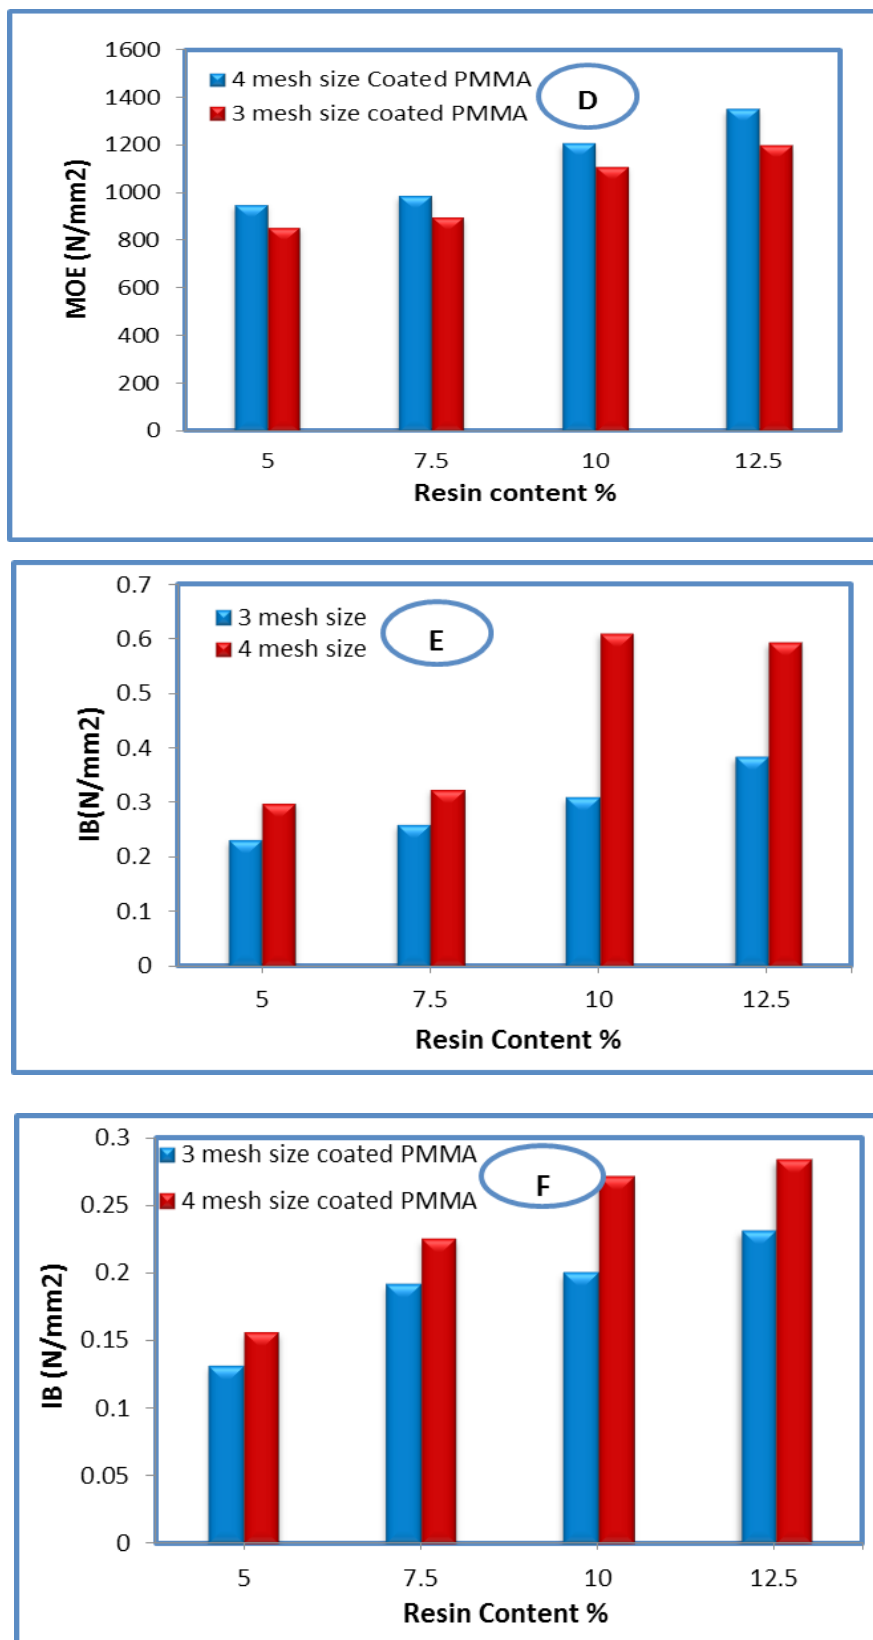 1600
1400
1200
1000
800
600
400
200
0
MOE (N/mm2)
4 mesh size Coated PMMA
3 mesh size coated PMMA
D
5 7.5 10 12.5
Resin content %
0.7
0.6
0.5
0.4
0.3
0.2
0.1
0
IB(N/mm2)
3 mesh size
4 mesh size
E
5 7.5 10 12.5
Resin Content %
0.3
0.25
0.2
0.15
0.1
0.05
0
IB (N/mm2)
3 mesh size coated PMMA
4 mesh size coated PMMA
F
5 7.5 10 12.5
Resin Content %